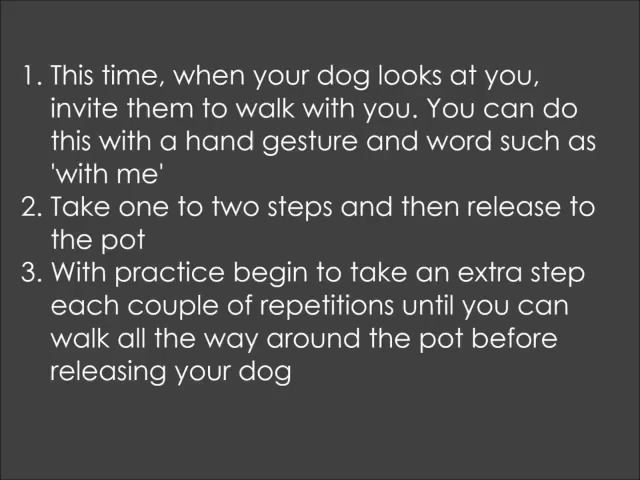 1. This time, when your dog looks at you,
invite them to walk with you. You can do
this with a hand gesture and word such as
'with me'
2. Take one to two steps and then release to
the pot
3. With practice begin to take an extra step
each couple of repetitions until you can
walk all the way around the pot before
releasing your dog